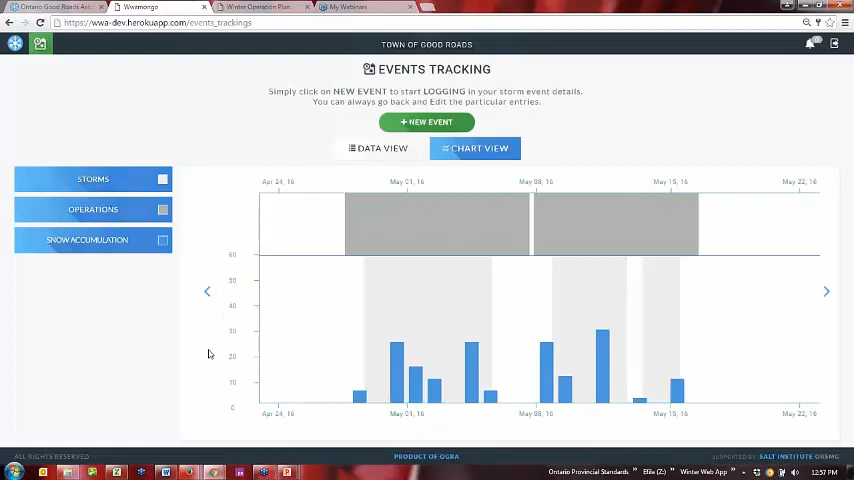 Ontario Good Roads Ass
Wwamongo
Winter Operation Plan
My Webinars
https://wwa-dev.herokuapp.com/events_trackings
TOWN OF GOOD ROADS
0
EVENTS TRACKING
Simply click on NEW EVENT to start LOGGING in your storm event details.
You can always go back and Edit the particular entries.
+ NEW EVENT
DATA VIEW
CHART VIEW
STORMS
OPERATIONS
SNOW ACCUMULATION
Apr 24, 16 May 01, 16 May 08, 16 May 15, 16 May 22, 16
60
50
40
30
20
10
0
Apr 24, 16 May 01, 16 May 08, 16 May 15, 16 May 22, 16
ALL RIGHTS RESERVED
PRODUCT OF OGRA
SUPPORTED BY SALT INSTITUTE ORSMG
Ontario Provincial Standards
Efile (Z:)
Winter Web App
12:57 PM